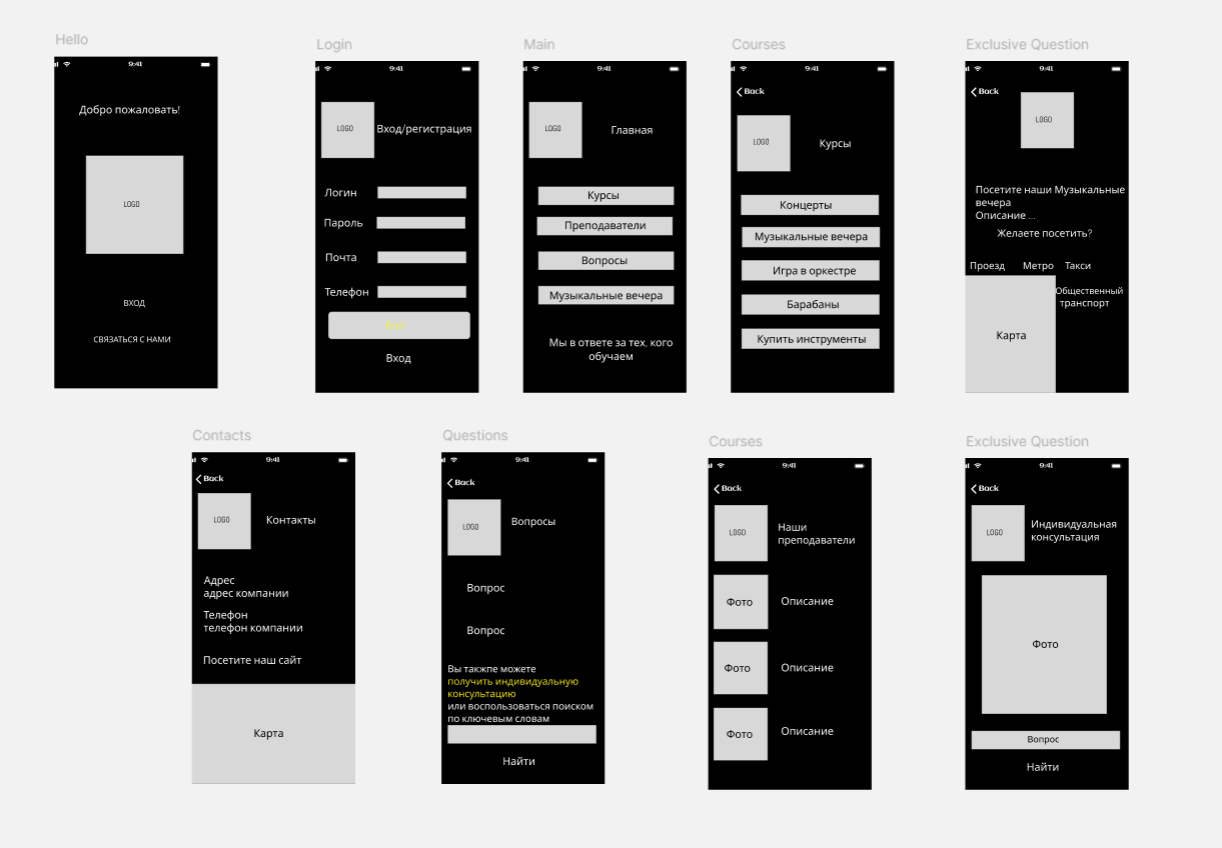 Hello
9:41
Добро пожаловать!
LOGO
ВХОД
СВЯЗАТЬСЯ С НАМИ
Login
9:41
LOGO
Вход/регистрация
Логин
Пароль
Почта
Телефон
Вход
Main
9:41
LOGO
Главная
Курсы
Преподаватели
Вопросы
Музыкальные вечера
Мы в ответе за тех, кого
обучаем
Courses
9:41
Back
LOGO
Курсы
Концерты
Музыкальные вечера
Игра в оркестре
Барабаны
Купить инструменты
Exclusive Question
9:41
Back
LOGO
Посетите наши Музыкальные
вечера
Описание ...
Желаете посетить?
Проезд Метро Такси
Общественный
транспорт
Карта
Contacts
9:41
Back
LOGO
Контакты
Адрес
адрес компании
Телефон
телефон компании
Посетите наш сайт
Карта
Questions
9:41
Back
LOGO
Вопросы
Вопрос
Вопрос
Вы такжпе можете
получить индивидуальную
консультацию
или воспользоваться поиском
по ключевым словам
Найти
Courses
9:41
Back
LOGO
Наши
преподаватели
Фото Описание
Фото Описание
Фото Описание
Exclusive Question
9:41
Back
LOGO
Индивидуальная
консультация
Фото
Вопрос
Найти